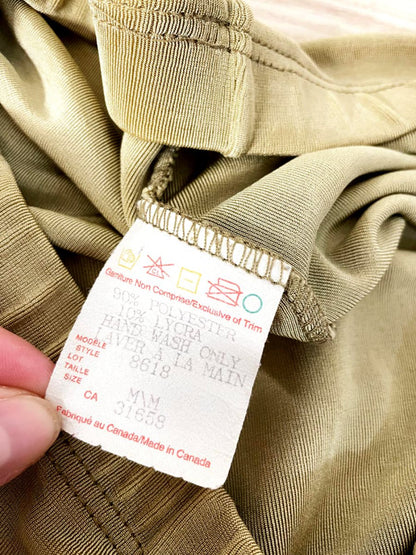 Garniture Non Comprise/Exclusive of Trim
90% POLYESTER
10% LYCRA
HAND WASH ONLY
LAVER A LA MAIN
MODÈLE
STYLE 8618
LOT
TAILLE
SIZE M\M
CA 31658
Fabriqué au Canada/Made in Canada